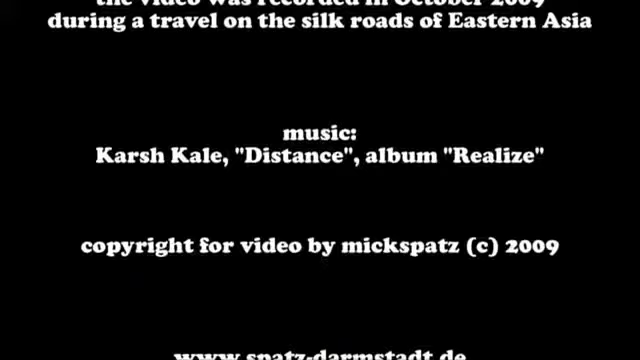 the video was recorded in October 2009
during a travel on the silk roads of Eastern Asia
music:
Karsh Kale, "Distance", album "Realize"
copyright for video by mickspatz (c) 2009
www.spatz-darmstadt.de